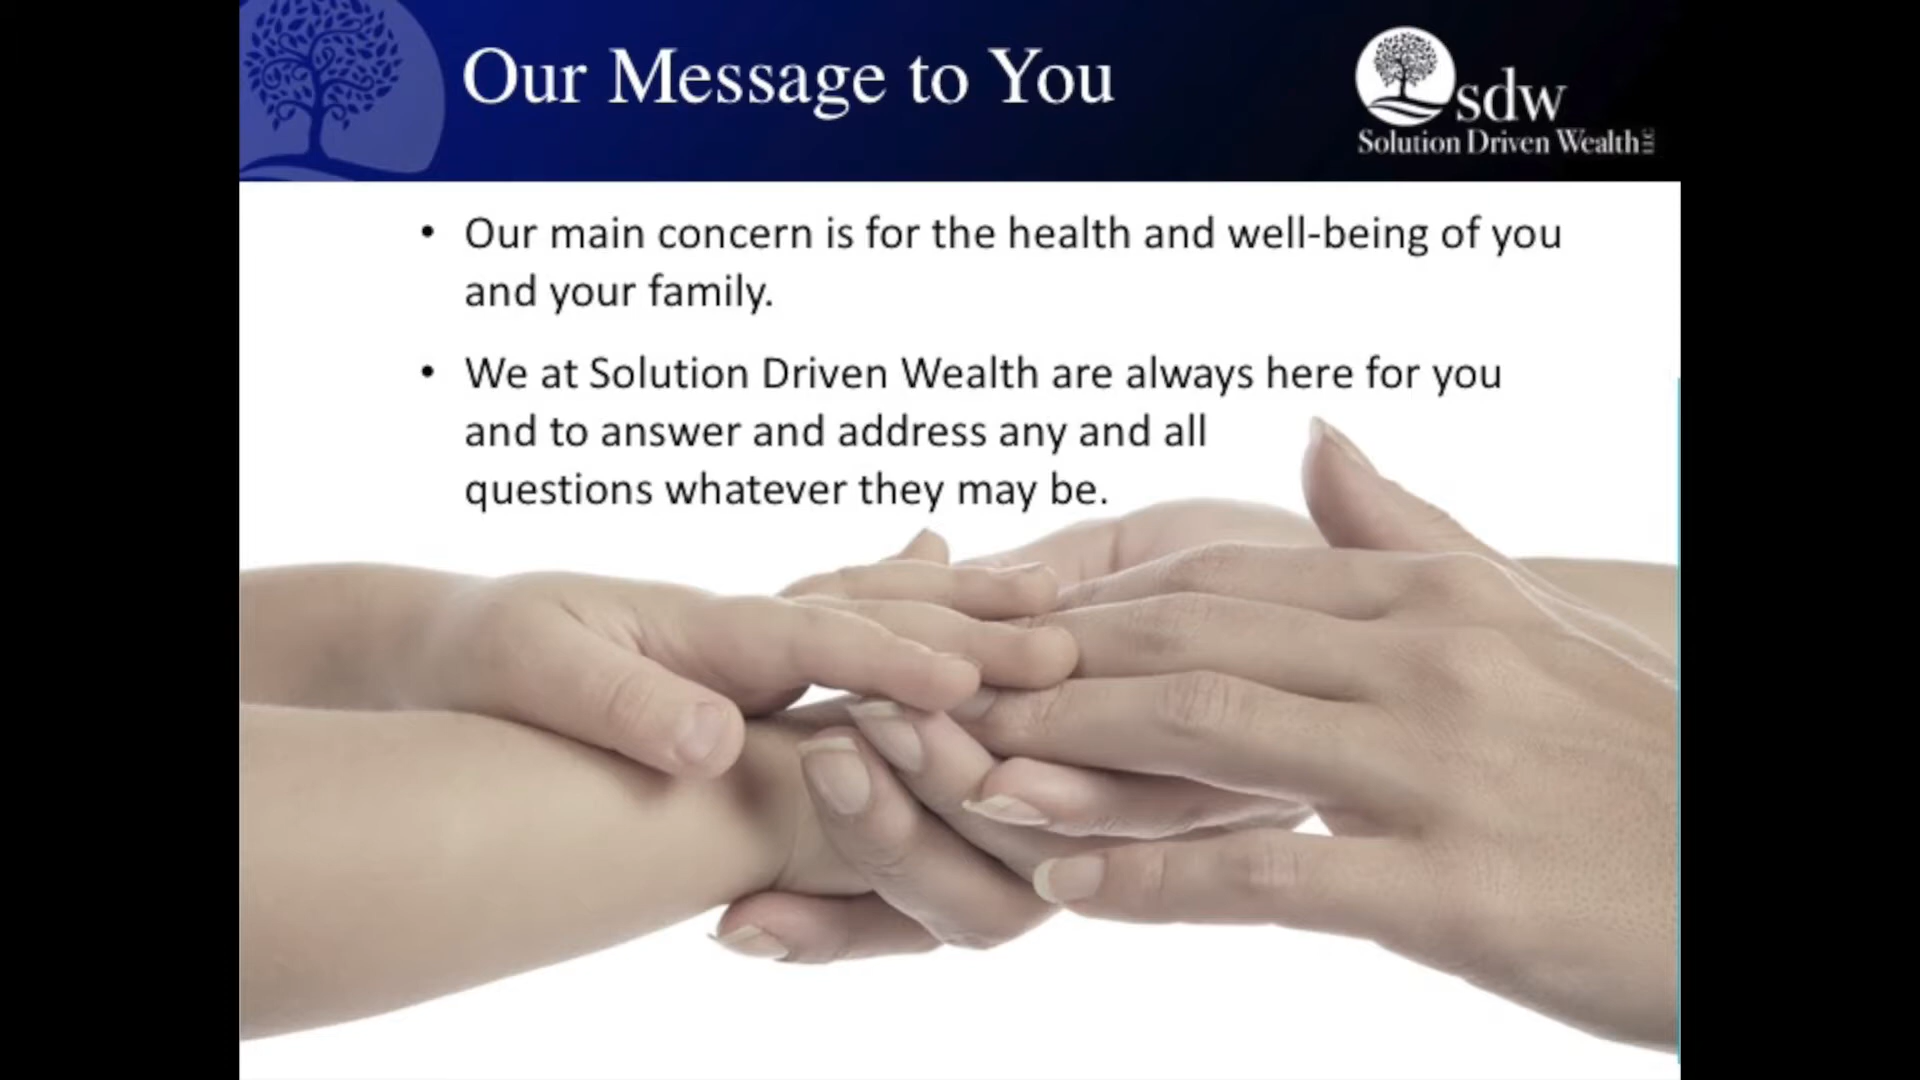 Our Message to You
sdw
Solution Driven Wealth LLC
• Our main concern is for the health and well-being of you
and your family.
• We at Solution Driven Wealth are always here for you
and to answer and address any and all
questions whatever they may be.